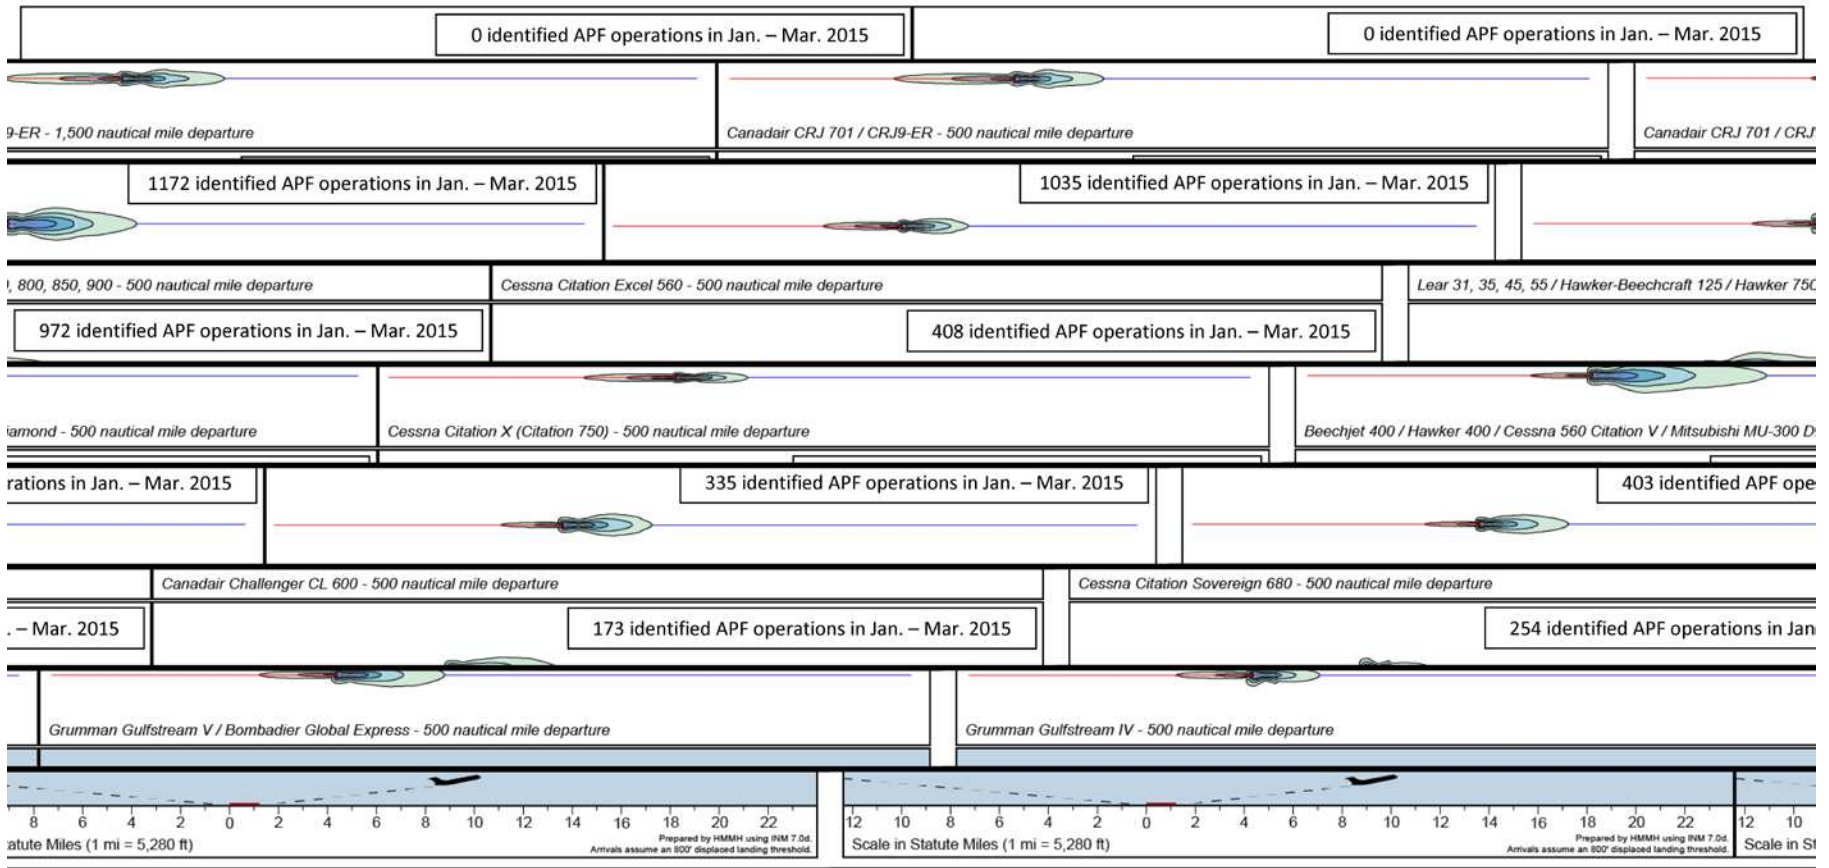 0 identified APF operations in Jan. – Mar. 2015
0 identified APF operations in Jan. – Mar. 2015
9-ER - 1,500 nautical mile departure
Canadair CRJ 701 / CRJ9-ER - 500 nautical mile departure
Canadair CRJ 701 / CRJ
1172 identified APF operations in Jan. – Mar. 2015
1035 identified APF operations in Jan. – Mar. 2015
, 800, 850, 900 - 500 nautical mile departure
Cessna Citation Excel 560 - 500 nautical mile departure
Lear 31, 35, 45, 55 / Hawker-Beechcraft 125 / Hawker 750
972 identified APF operations in Jan. – Mar. 2015
408 identified APF operations in Jan. – Mar. 2015
iamond - 500 nautical mile departure
Cessna Citation X (Citation 750) - 500 nautical mile departure
Beechjet 400 / Hawker 400 / Cessna 560 Citation V / Mitsubishi MU-300 D
rations in Jan. – Mar. 2015
335 identified APF operations in Jan. – Mar. 2015
403 identified APF ope
Canadair Challenger CL 600 - 500 nautical mile departure
Cessna Citation Sovereign 680 - 500 nautical mile departure
. – Mar. 2015
173 identified APF operations in Jan. – Mar. 2015
254 identified APF operations in Jan
Grumman Gulfstream V / Bombadier Global Express - 500 nautical mile departure
Grumman Gulfstream IV - 500 nautical mile departure
8 6 4 2 0 2 4 6 8 10 12 14 16 18 20 22
12 10 8 6 4 2 0 2 4 6 8 10 12 14 16 18 20 22
12 10
tatute Miles (1 mi = 5,280 ft)
Prepared by HMMH using INM 7.0d.
Arrivals assume an 800' displaced landing threshold.
Scale in Statute Miles (1 mi = 5,280 ft)
Prepared by HMMH using INM 7.0d.
Arrivals assume an 800' displaced landing threshold.
Scale in St